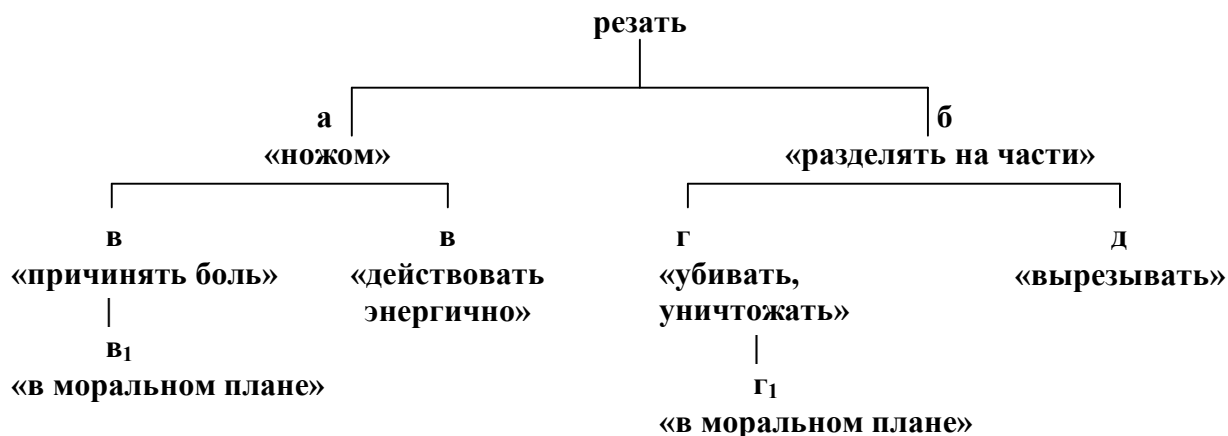 резать
а б
«ножом» «разделять на части»
в в г д
«причинять боль» «действовать «убивать, «вырезывать»
энергично» уничтожать»
в₁
«в моральном плане» г₁
«в моральном плане»